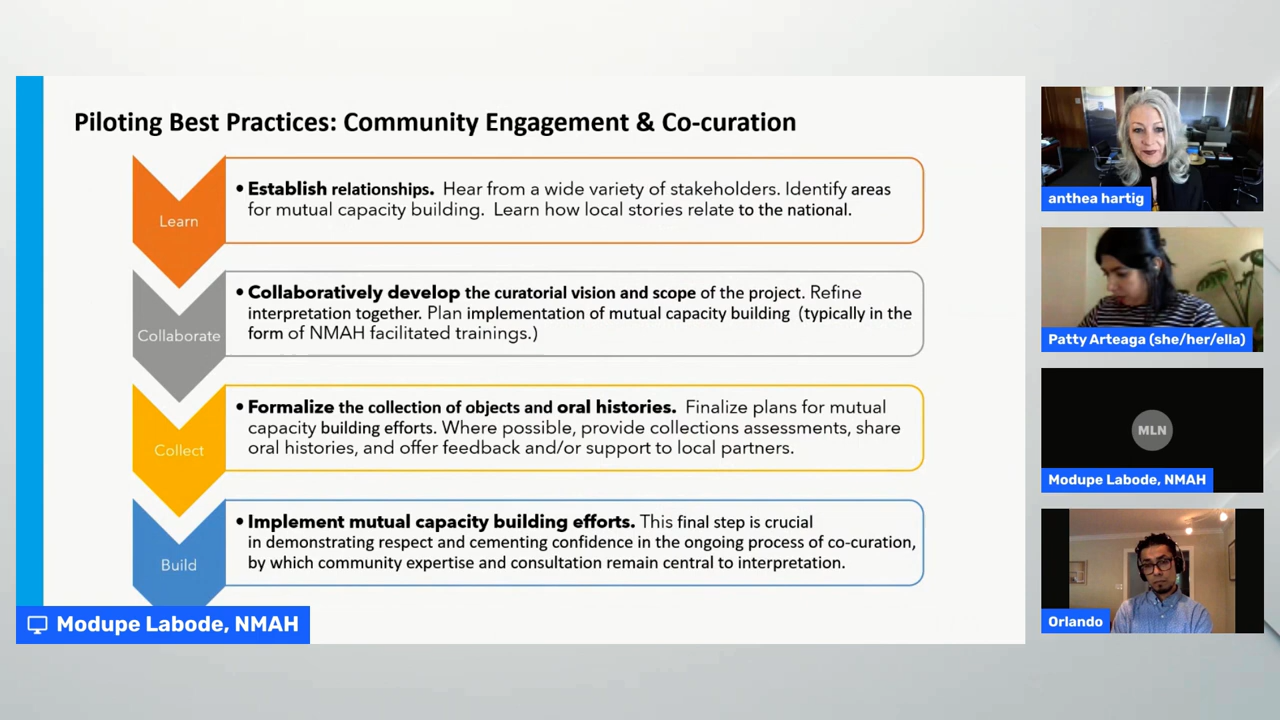 Piloting Best Practices: Community Engagement & Co-curation
Learn
• Establish relationships. Hear from a wide variety of stakeholders. Identify areas
for mutual capacity building. Learn how local stories relate to the national.
Collaborate
• Collaboratively develop the curatorial vision and scope of the project. Refine
interpretation together. Plan implementation of mutual capacity building (typically in the
form of NMAH facilitated trainings.)
Collect
• Formalize the collection of objects and oral histories. Finalize plans for mutual
capacity building efforts. Where possible, provide collections assessments, share
oral histories, and offer feedback and/or support to local partners.
Build
• Implement mutual capacity building efforts. This final step is crucial
in demonstrating respect and cementing confidence in the ongoing process of co-curation,
by which community expertise and consultation remain central to interpretation.
Modupe Labode, NMAH
anthea hartig
Patty Arteaga (she/her/ella)
MLN
Modupe Labode, NMAH
Orlando